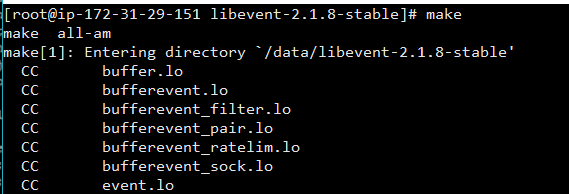 [root@ip-172-31-29-151 libevent-2.1.8-stable]# make
make  all-am
make[1]: Entering directory `/data/libevent-2.1.8-stable'
  CC       buffer.lo
  CC       bufferevent.lo
  CC       bufferevent_filter.lo
  CC       bufferevent_pair.lo
  CC       bufferevent_ratelim.lo
  CC       bufferevent_sock.lo
  CC       event.lo